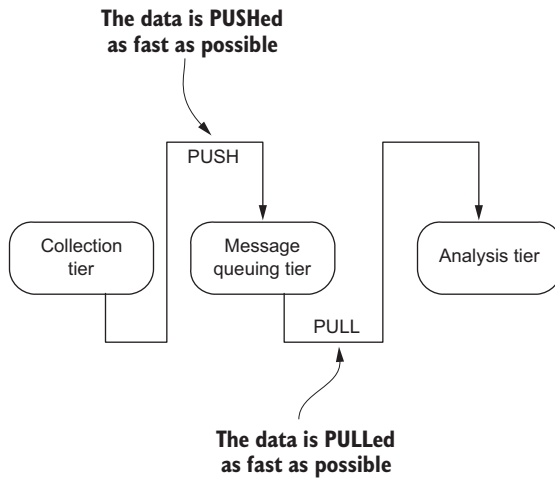 The data is PUSHed
as fast as possible
PUSH
Collection
tier
Message
queuing tier
Analysis tier
PULL
The data is PULLed
as fast as possible